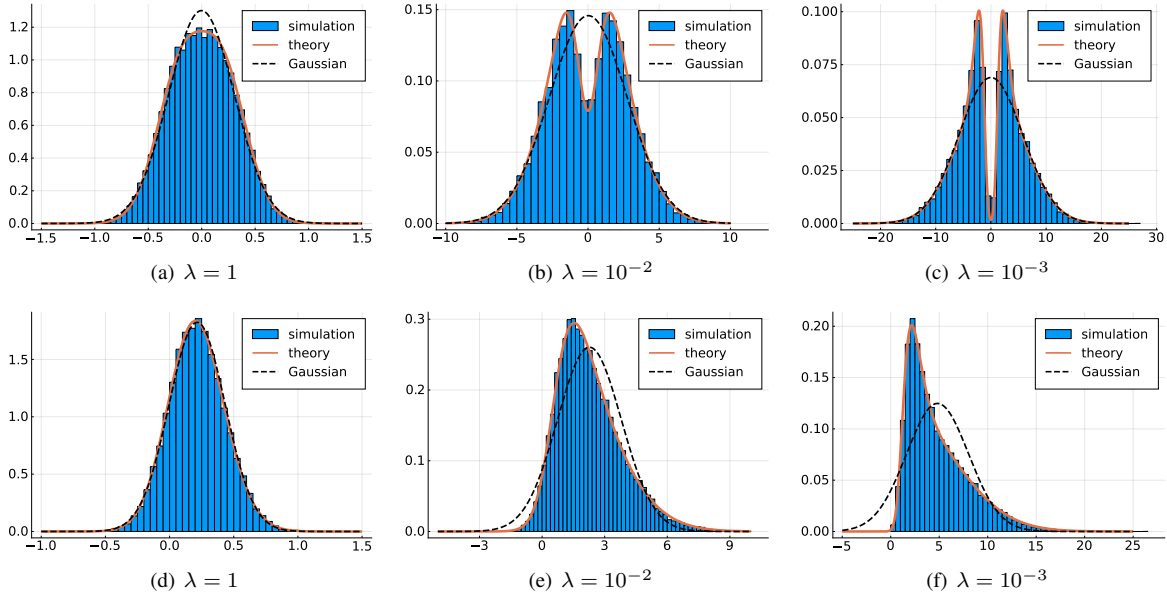 simulation
theory
Gaussian
1.2
1.0
0.8
0.6
0.4
0.2
0.0
−1.5 −1.0 −0.5 0.0 0.5 1.0 1.5
(a) λ = 1
simulation
theory
Gaussian
0.15
0.10
0.05
0.00
−10 −5 0 5 10
(b) λ = 10⁻²
simulation
theory
Gaussian
0.100
0.075
0.050
0.025
0.000
−20 −10 0 10 20 30
(c) λ = 10⁻³
simulation
theory
Gaussian
1.5
1.0
0.5
0.0
−1.0 −0.5 0.0 0.5 1.0 1.5
(d) λ = 1
simulation
theory
Gaussian
0.3
0.2
0.1
0.0
−3 0 3 6 9
(e) λ = 10⁻²
simulation
theory
Gaussian
0.20
0.15
0.10
0.05
0.00
−5 0 5 10 15 20 25
(f) λ = 10⁻³